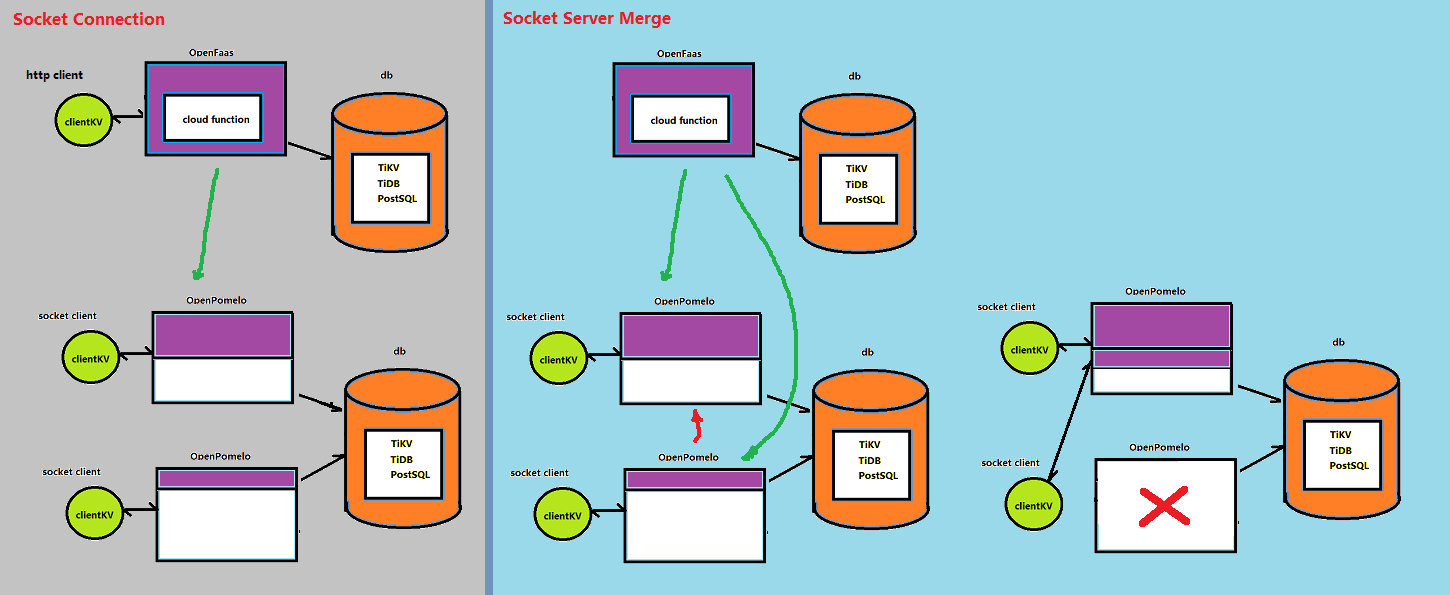 Socket Connection
OpenFaas
http client
db
clientKV
cloud function
TiKV
TiDB
PostSQL
OpenPomelo
socket client
clientKV
db
TiKV
TiDB
PostSQL
OpenPomelo
socket client
clientKV
Socket Server Merge
OpenFaas
db
cloud function
TiKV
TiDB
PostSQL
OpenPomelo
socket client
clientKV
db
TiKV
TiDB
PostSQL
OpenPomelo
socket client
clientKV
OpenPomelo
socket client
clientKV
db
TiKV
TiDB
PostSQL
OpenPomelo
socket client
clientKV